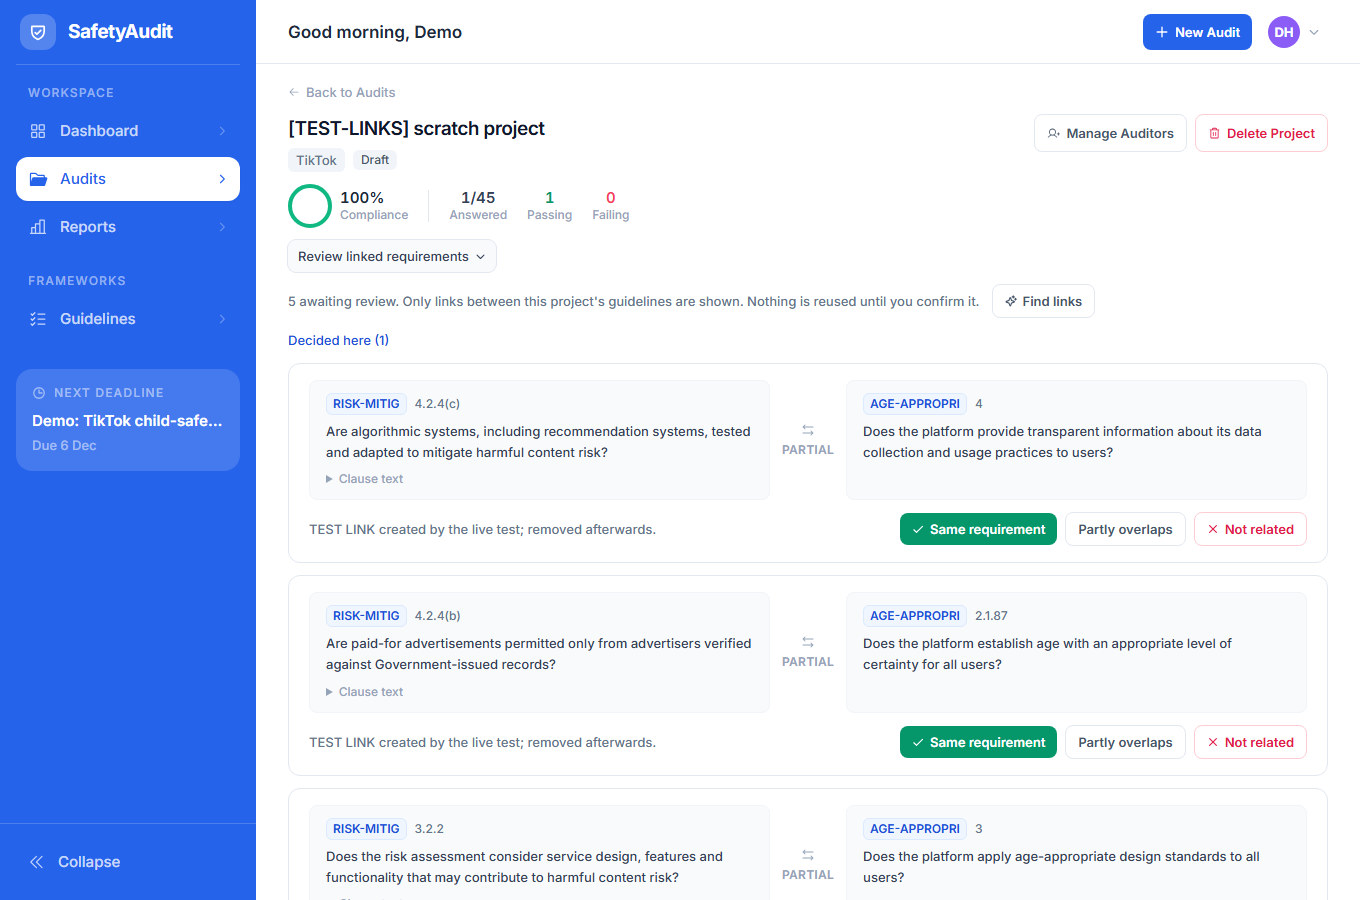 SafetyAudit
WORKSPACE
Dashboard
Audits
Reports
FRAMEWORKS
Guidelines
NEXT DEADLINE
Demo: TikTok child-safe...
Due 6 Dec
Collapse
Good morning, Demo
New Audit
DH
Back to Audits
[TEST-LINKS] scratch project
Manage Auditors
Delete Project
TikTok
Draft
100%
Compliance
1/45
Answered
1
Passing
0
Failing
Review linked requirements
5 awaiting review. Only links between this project's guidelines are shown. Nothing is reused until you confirm it.
Find links
Decided here (1)
RISK-MITIG 4.2.4(c)
Are algorithmic systems, including recommendation systems, tested
and adapted to mitigate harmful content risk?
Clause text
PARTIAL
AGE-APPROPRI 4
Does the platform provide transparent information about its data
collection and usage practices to users?
TEST LINK created by the live test; removed afterwards.
Same requirement
Partly overlaps
Not related
RISK-MITIG 4.2.4(b)
Are paid-for advertisements permitted only from advertisers verified
against Government-issued records?
Clause text
PARTIAL
AGE-APPROPRI 2.1.87
Does the platform establish age with an appropriate level of
certainty for all users?
TEST LINK created by the live test; removed afterwards.
Same requirement
Partly overlaps
Not related
RISK-MITIG 3.2.2
Does the risk assessment consider service design, features and
functionality that may contribute to harmful content risk?
PARTIAL
AGE-APPROPRI 3
Does the platform apply age-appropriate design standards to all
users?